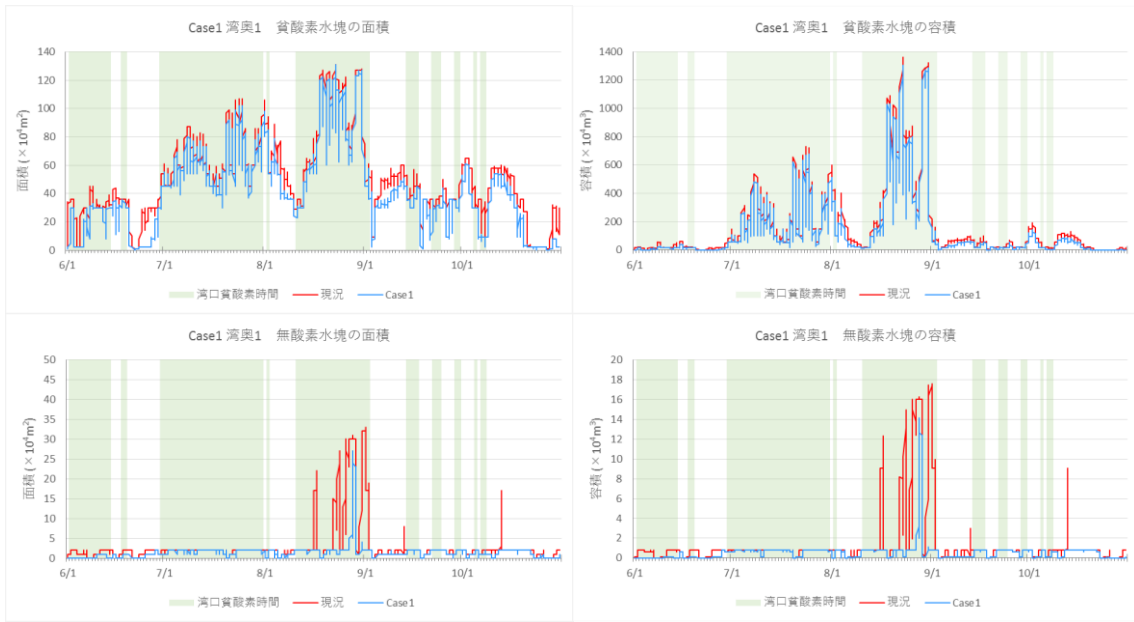 Case1 湾奥1　貧酸素水塊の面積
140
120
100
80
60
40
20
0
面積 (×10⁴m²)
6/1 7/1 8/1 9/1 10/1
湾口貧酸素時間 現況 Case1
Case1 湾奥1　貧酸素水塊の容積
1400
1200
1000
800
600
400
200
0
容積 (×10⁴m³)
6/1 7/1 8/1 9/1 10/1
湾口貧酸素時間 現況 Case1
Case1 湾奥1　無酸素水塊の面積
50
45
40
35
30
25
20
15
10
5
0
面積 (×10⁴m²)
6/1 7/1 8/1 9/1 10/1
湾口貧酸素時間 現況 Case1
Case1 湾奥1　無酸素水塊の容積
20
18
16
14
12
10
8
6
4
2
0
容積 (×10⁴m³)
6/1 7/1 8/1 9/1 10/1
湾口貧酸素時間 現況 Case1